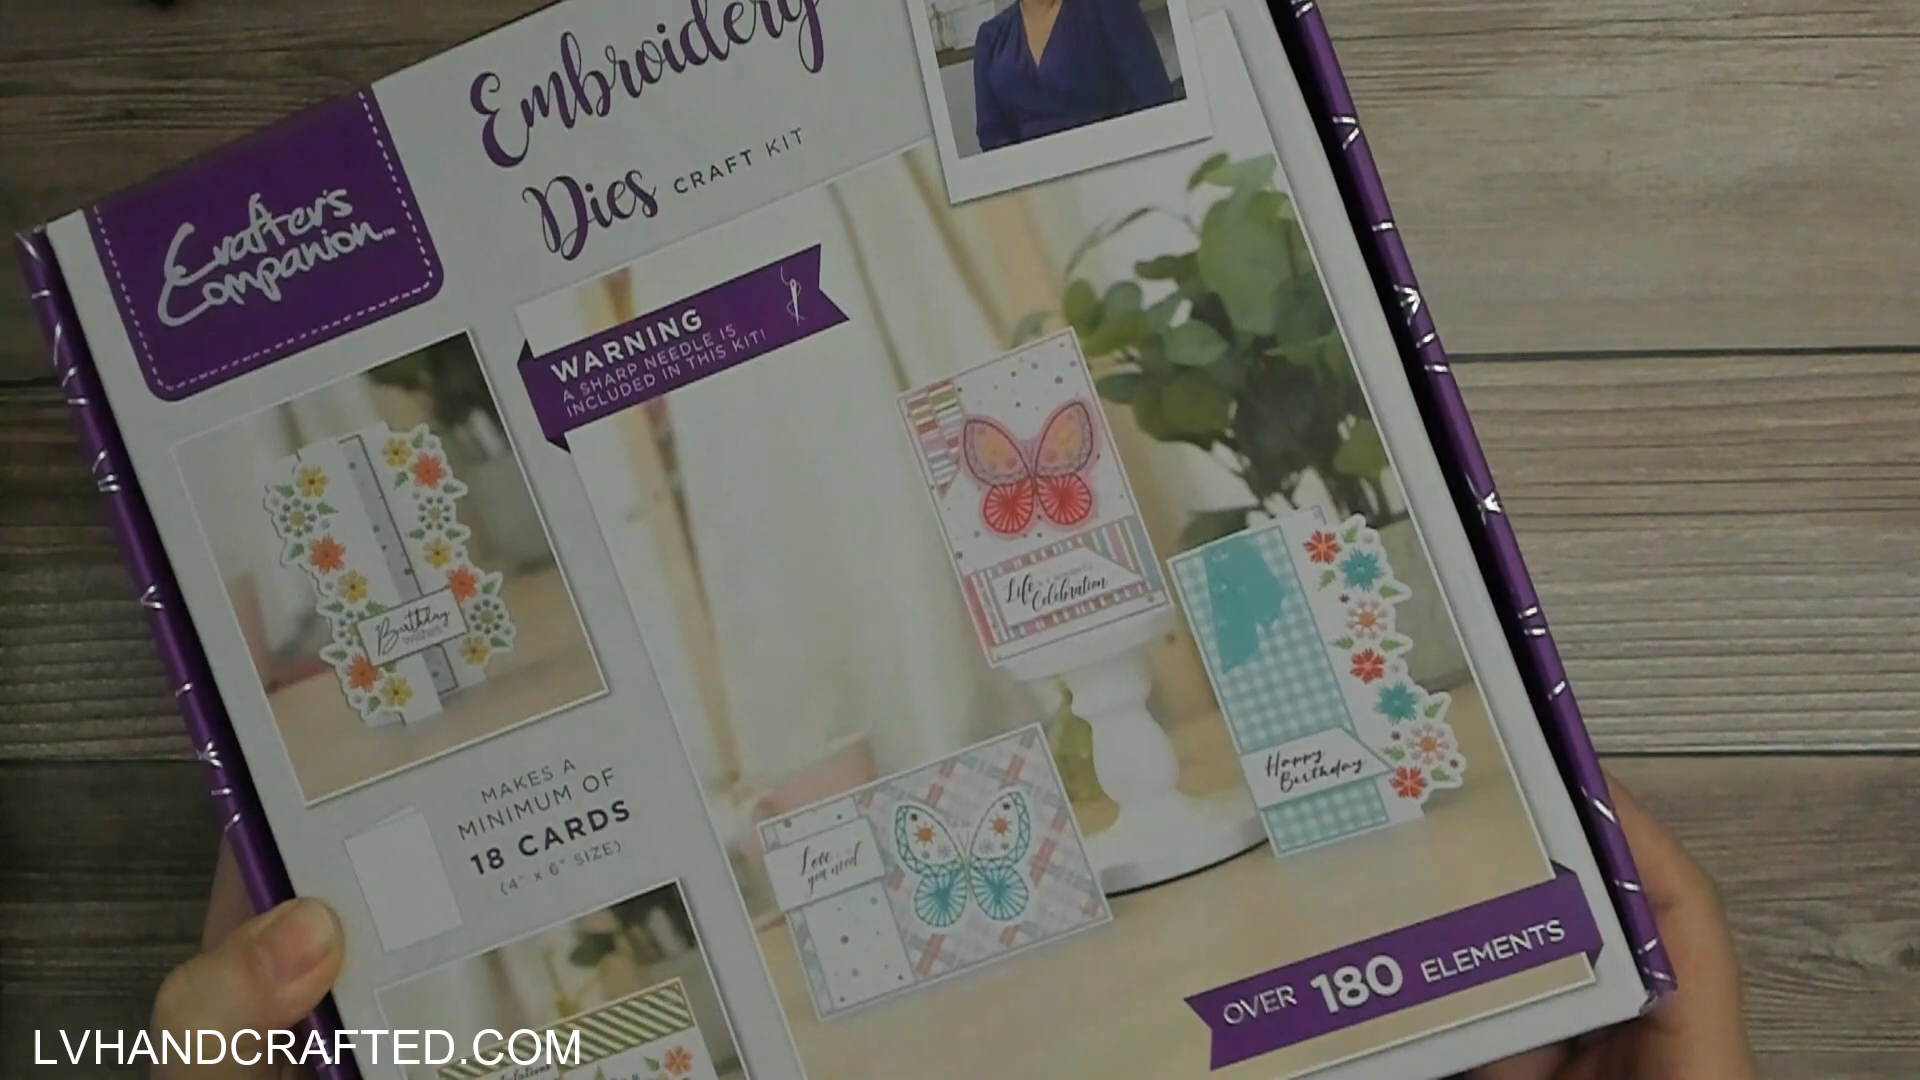 Embroidery
Dies CRAFT KIT
Crafter's
Companion™
WARNING
A SHARP NEEDLE IS
INCLUDED IN THIS KIT!
Birthday
wishes
Life
Celebration
Happy
Birthday
MAKES A
MINIMUM OF
18 CARDS
(4" x 6" SIZE)
Love
you need
OVER 180 ELEMENTS
LVHANDCRAFTED.COM